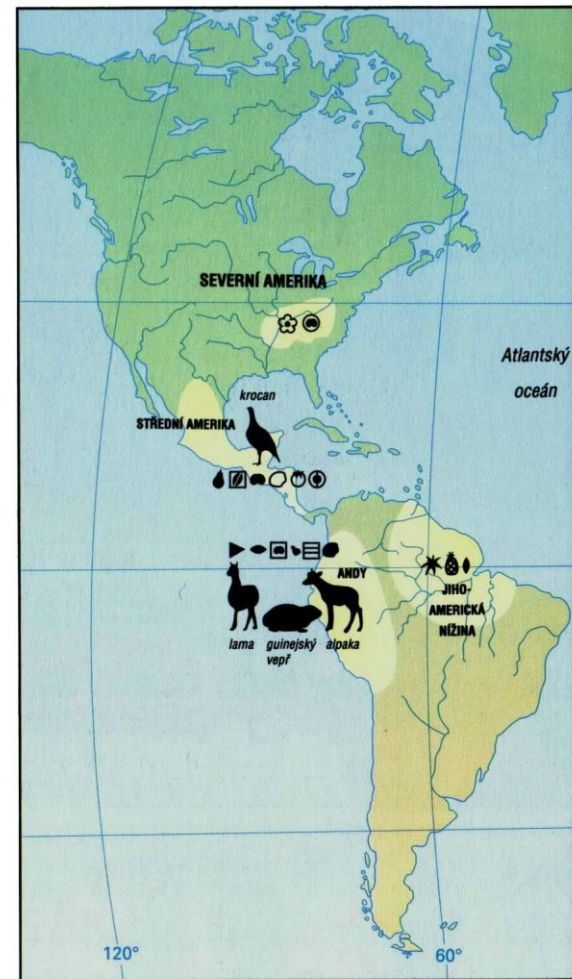 SEVERNÍ AMERIKA
Atlantský
oceán
krocan
STŘEDNÍ AMERIKA
ANDY
JIHO-
AMERICKÁ
NÍŽINA
lama
guinejský
vepř
alpaka
120°
60°